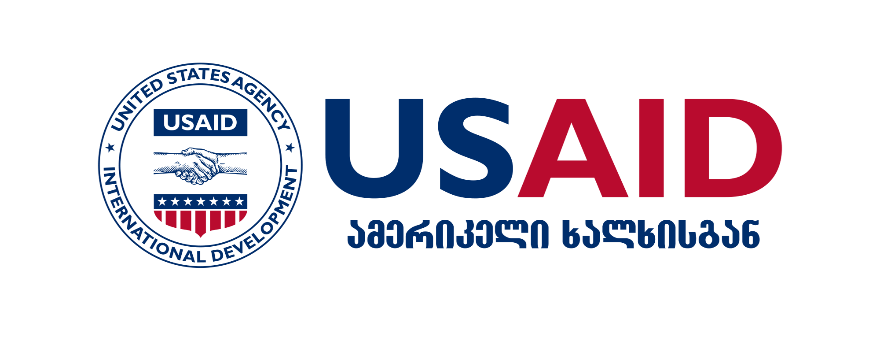 UNITED STATES AGENCY
USAID
INTERNATIONAL DEVELOPMENT
USAID
ამერიკელი ხალხისგან